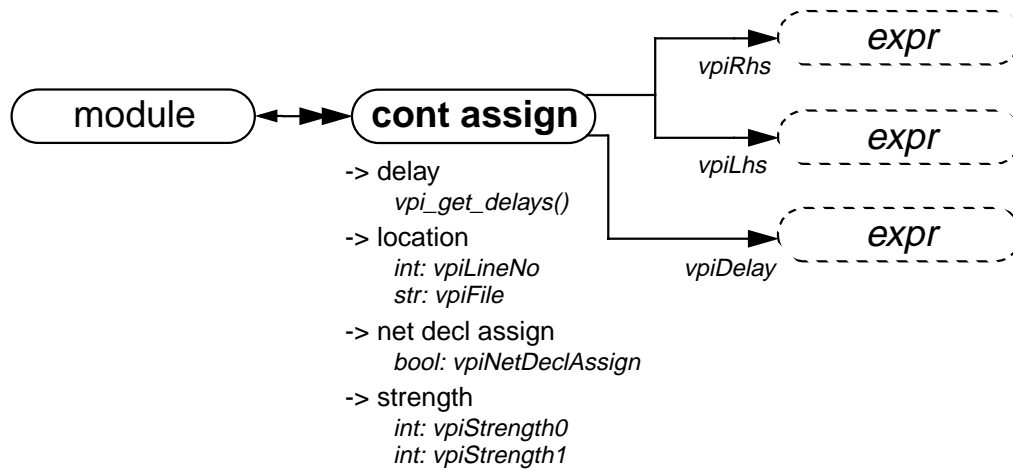 expr
vpiRhs
module
cont assign
expr
vpiLhs
-> delay
vpi_get_delays()
expr
vpiDelay
-> location
int: vpiLineNo
str: vpiFile
-> net decl assign
bool: vpiNetDeclAssign
-> strength
int: vpiStrength0
int: vpiStrength1